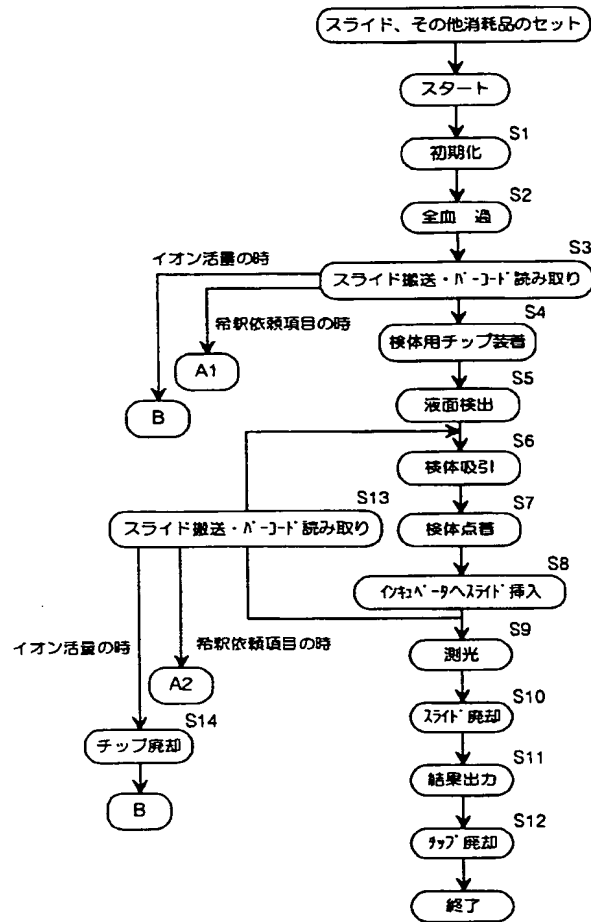 スライド、その他消耗品のセット
スタート
S1
初期化
S2
全血 過
S3
スライド搬送・バーコード読み取り
イオン活量の時
希釈依頼項目の時
A1
B
S4
検体用チップ装着
S5
液面検出
S6
検体吸引
S13
スライド搬送・バーコード読み取り
S7
検体点着
S8
インキュベータへスライド挿入
イオン活量の時
希釈依頼項目の時
A2
S9
測光
S14
チップ廃却
B
S10
スライド廃却
S11
結果出力
S12
チップ廃却
終了